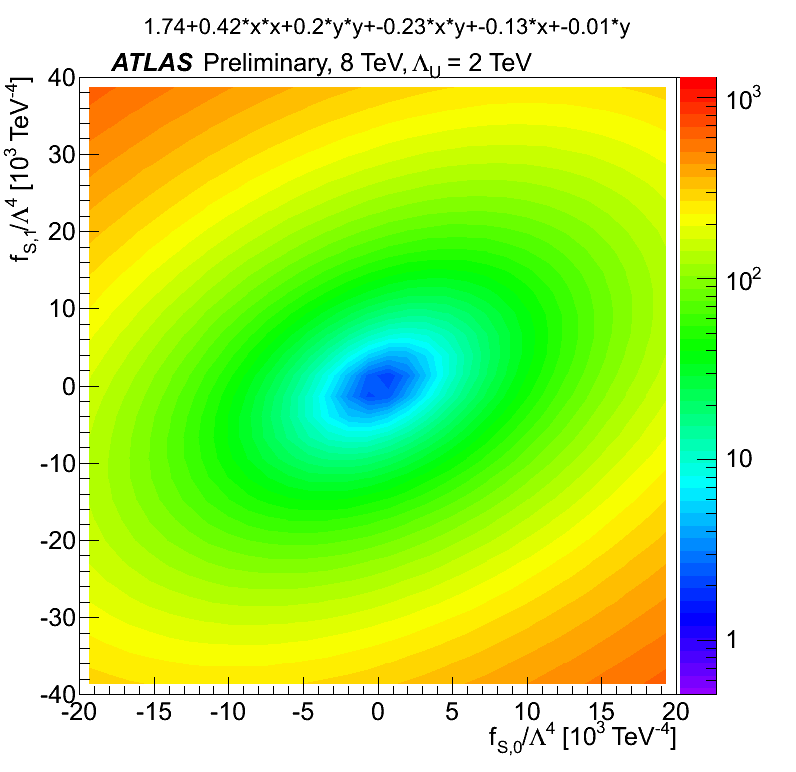 1.74+0.42*x*x+0.2*y*y+-0.23*x*y+-0.13*x+-0.01*y
ATLAS Preliminary, 8 TeV, Λ_U = 2 TeV
f_S,1/Λ^4 [10^3 TeV^-4]
40
30
20
10
0
-10
-20
-30
-40
-20 -15 -10 -5 0 5 10 15 20
f_S,0/Λ^4 [10^3 TeV^-4]
10^3
10^2
10
1